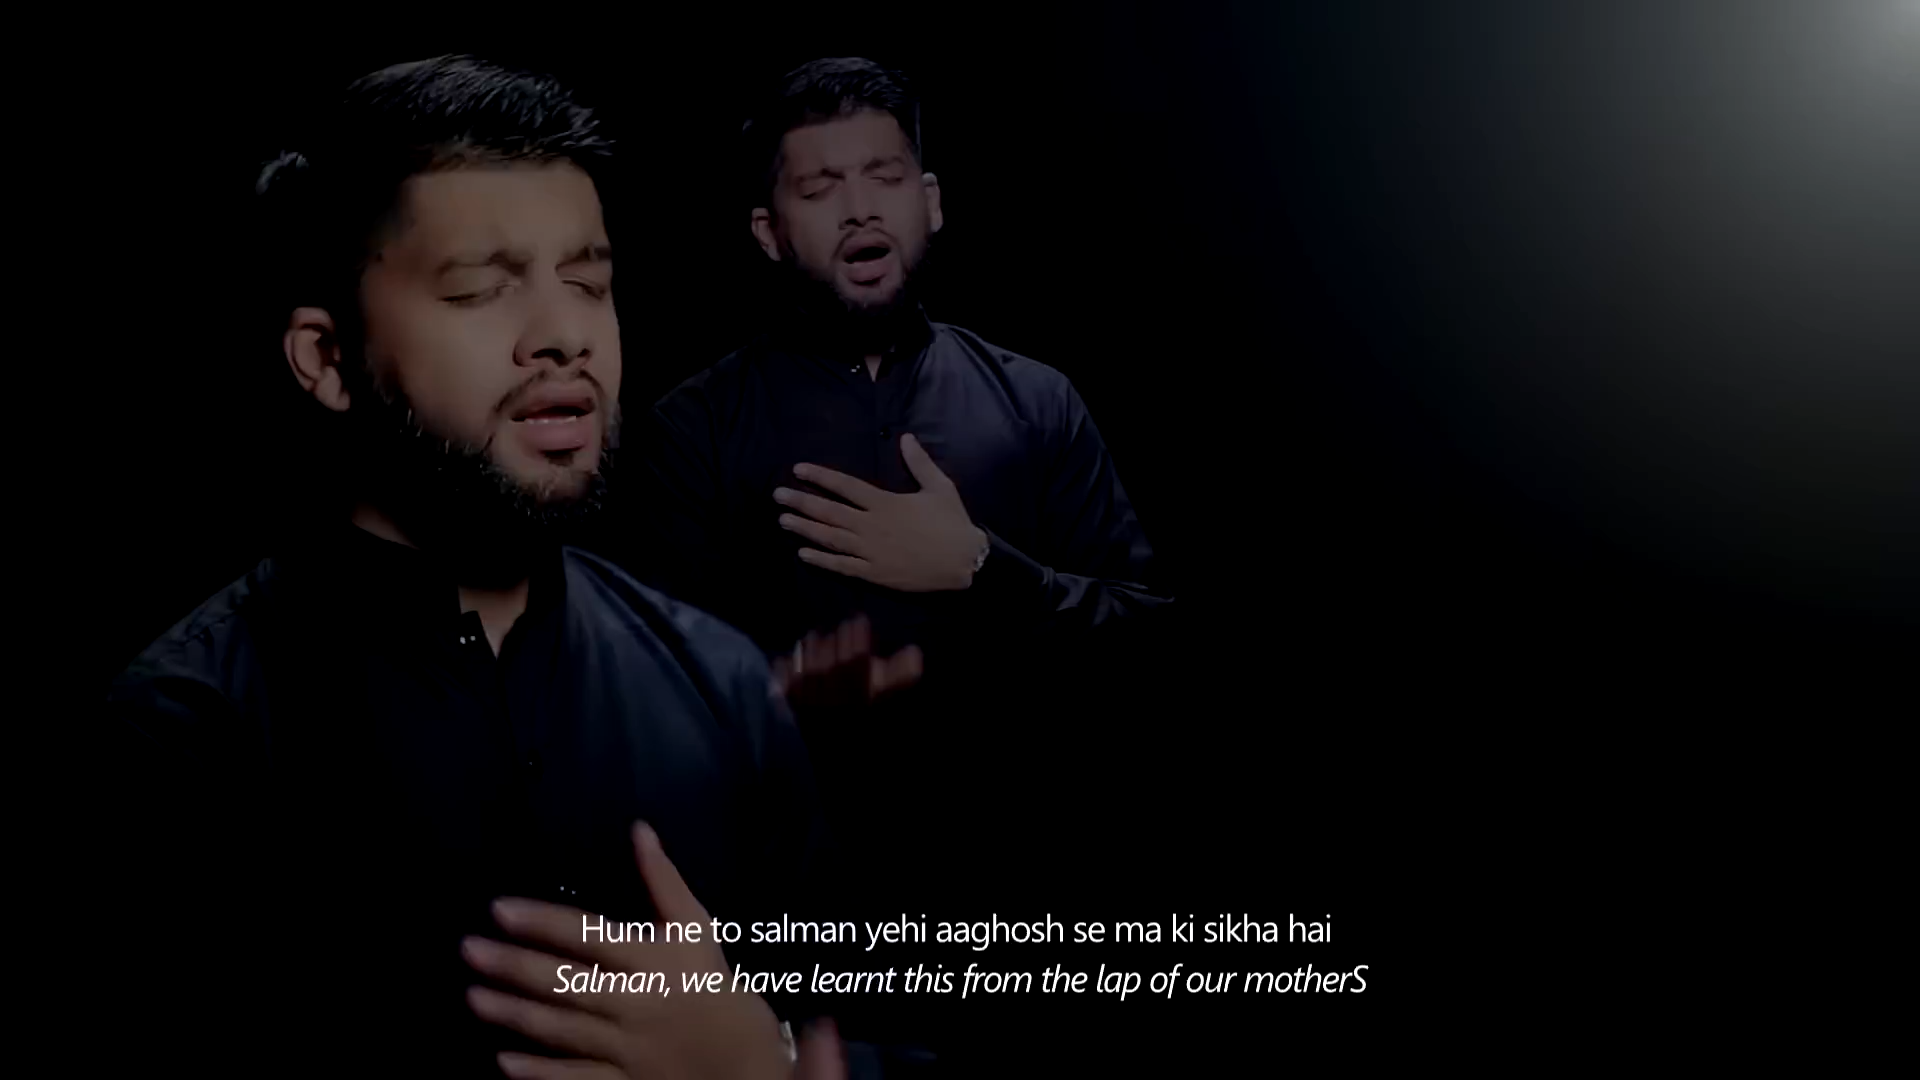 Hum ne to salman yehi aaghosh se ma ki sikha hai
Salman, we have learnt this from the lap of our motherS